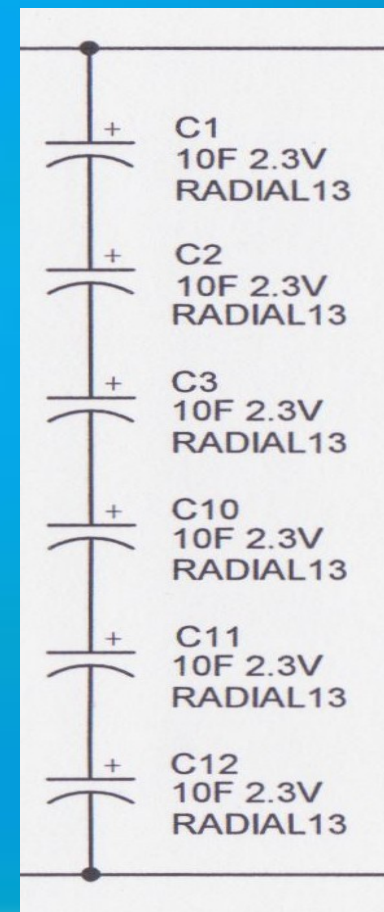 + C1
10F 2.3V
RADIAL13
+ C2
10F 2.3V
RADIAL13
+ C3
10F 2.3V
RADIAL13
+ C10
10F 2.3V
RADIAL13
+ C11
10F 2.3V
RADIAL13
+ C12
10F 2.3V
RADIAL13